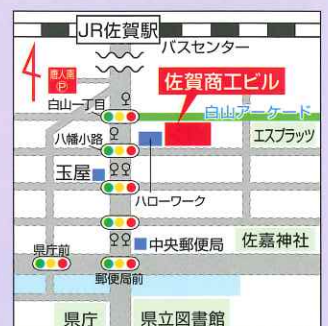 JR佐賀駅
バスセンター
唐人南
P
佐賀商工ビル
白山一丁目
白山アーケード
八幡小路
エスプラッツ
玉屋
ハローワーク
中央郵便局
佐嘉神社
県庁前
郵便局前
県庁
県立図書館